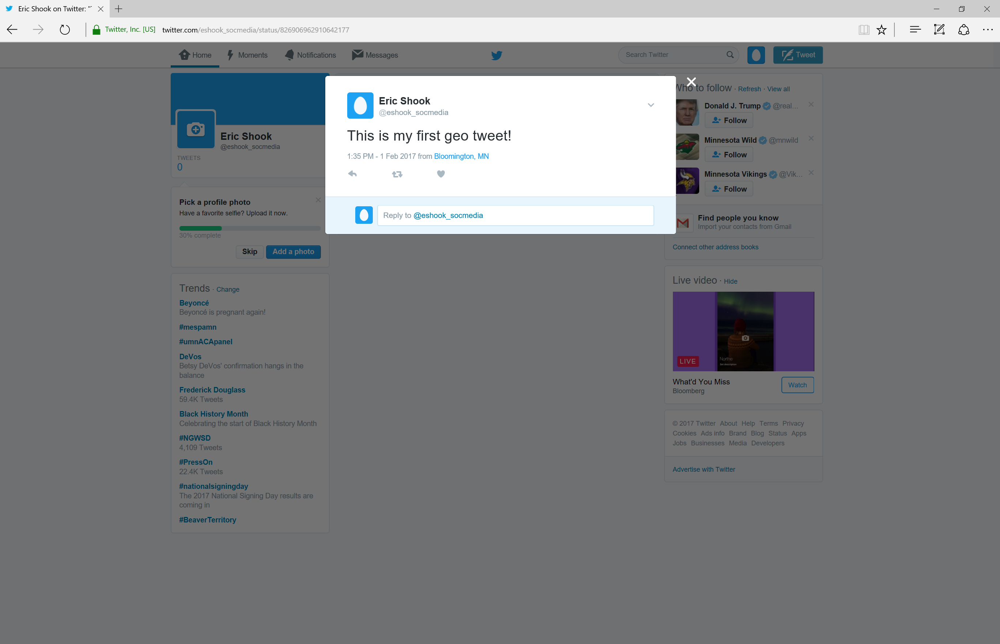 Eric Shook on Twitter: "'
Twitter, Inc. [US] twitter.com/eshook_socmedia/status/826906962910642177
Home Moments Notifications Messages Search Twitter Tweet
Eric Shook
@eshook_socmedia
TWEETS
0
Pick a profile photo
Have a favorite selfie? Upload it now.
30% complete
Skip Add a photo
Trends · Change
Beyoncé
Beyoncé is pregnant again!
#mespamn
#umnACApanel
DeVos
Betsy DeVos' confirmation hangs in the
balance
Frederick Douglass
59.4K Tweets
Black History Month
Celebrating the start of Black History Month
#NGWSD
4,109 Tweets
#PressOn
22.4K Tweets
#nationalsigningday
The 2017 National Signing Day results are
coming in
#BeaverTerritory
Eric Shook
@eshook_socmedia
This is my first geo tweet!
1:35 PM - 1 Feb 2017 from Bloomington, MN
Reply to @eshook_socmedia
Who to follow · Refresh · View all
Donald J. Trump @real...
Follow
Minnesota Wild @mnwild
Follow
Minnesota Vikings @Vik...
Follow
Find people you know
Import your contacts from Gmail
Connect other address books
Live video · Hide
Northe
Set description
LIVE
What'd You Miss
Bloomberg
Watch
© 2017 Twitter About Help Terms Privacy
Cookies Ads info Brand Blog Status Apps
Jobs Businesses Media Developers
Advertise with Twitter